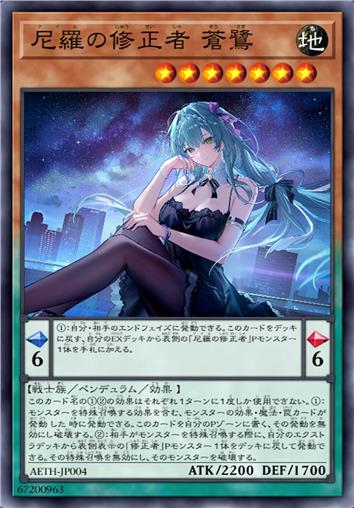 尼羅の修正者 蒼鷺
ナイル しゅうせいしゃ あおさぎ
地
①:自分・相手のエンドフェイズに発動できる。このカードをデッキ
に戻す。自分のEXデッキから表側の「尼羅の修正者」Pモンスター
1体を手札に加える。
6
6
【戦士族/ペンデュラム/効果】
このカード名の①②の効果はそれぞれ1ターンに1度しか使用できない。①:
モンスターを特殊召喚する効果を含む、モンスターの効果・魔法・罠カードが
発動した時に発動できる。このカードを自分のPゾーンに置く。その発動を無
効にし破壊する。②:相手がモンスターを特殊召喚する際に、自分のエクスト
ラデッキから表側表示の「修正者」Pモンスター1体をデッキに戻して発動でき
る。その特殊召喚を無効にし、そのモンスターを破壊する。
AETH-JP004
ATK/2200
DEF/1700
67200963